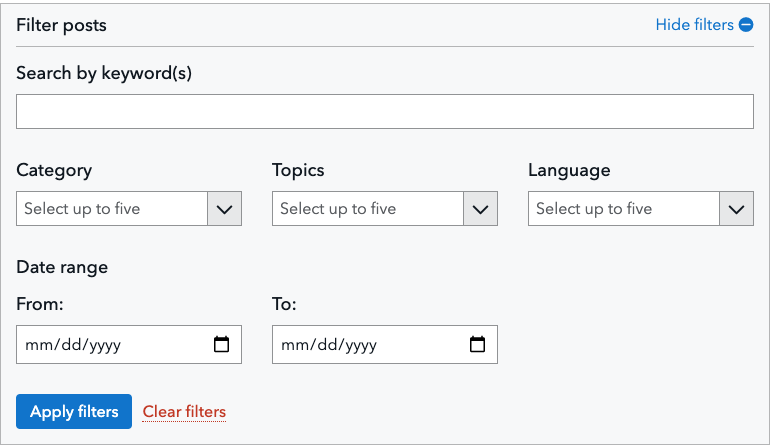 Filter posts Hide filters
Search by keyword(s)
Category Topics Language
Select up to five Select up to five Select up to five
Date range
From: To:
mm/dd/yyyy mm/dd/yyyy
Apply filters Clear filters